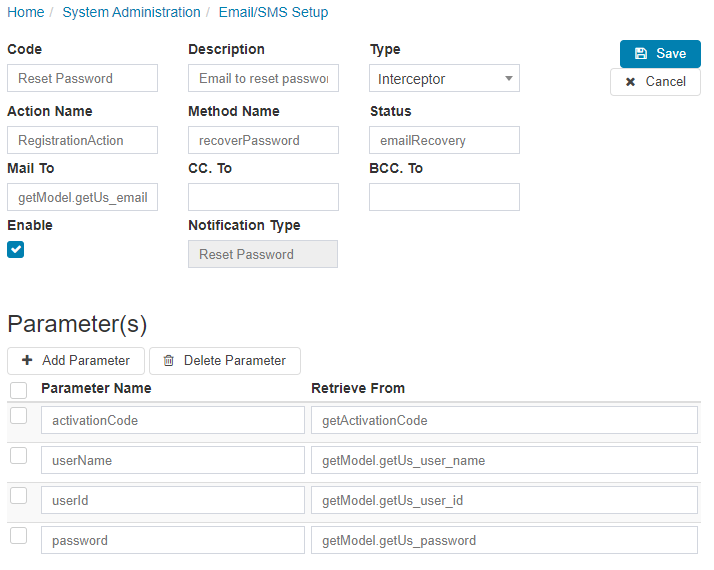 Home / System Administration / Email/SMS Setup
Code Description Type Save
Reset Password Email to reset passwor Interceptor Cancel
Action Name Method Name Status
RegistrationAction recoverPassword emailRecovery
Mail To CC. To BCC. To
getModel.getUs_email
Enable Notification Type
Reset Password
Parameter(s)
Add Parameter Delete Parameter
Parameter Name Retrieve From
activationCode getActivationCode
userName getModel.getUs_user_name
userId getModel.getUs_user_id
password getModel.getUs_password